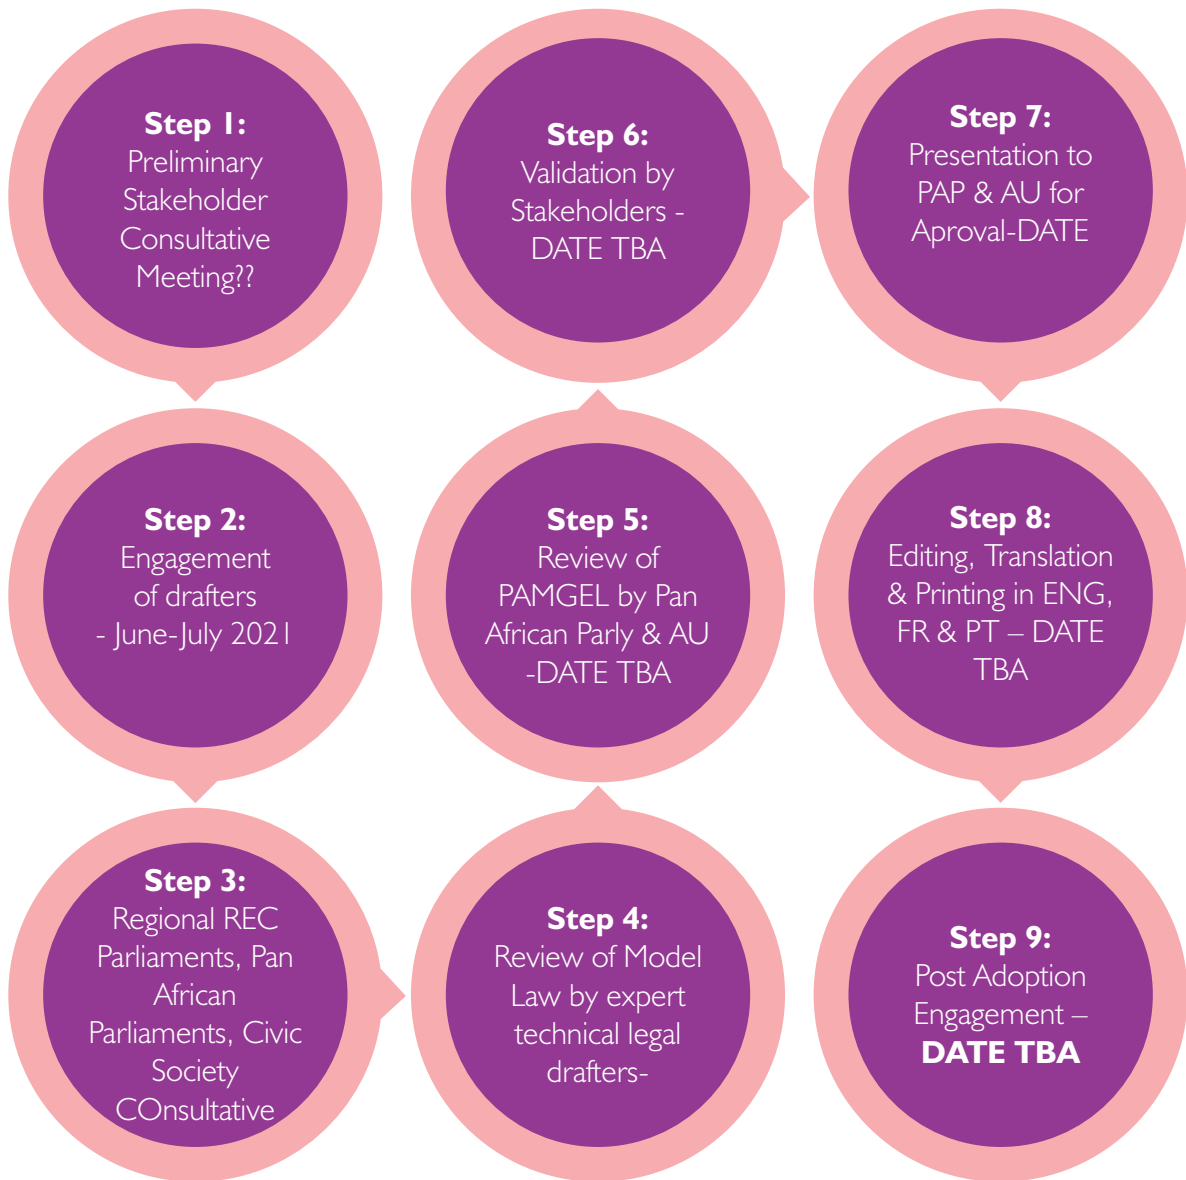 Step 1:
Preliminary
Stakeholder
Consultative
Meeting??
Step 2:
Engagement
of drafters
- June-July 2021
Step 3:
Regional REC
Parliaments, Pan
African
Parliaments, Civic
Society
COnsultative
Step 4:
Review of Model
Law by expert
technical legal
drafters-
Step 5:
Review of
PAMGEL by Pan
African Parly & AU
-DATE TBA
Step 6:
Validation by
Stakeholders -
DATE TBA
Step 7:
Presentation to
PAP & AU for
Aproval-DATE
Step 8:
Editing, Translation
& Printing in ENG,
FR & PT – DATE
TBA
Step 9:
Post Adoption
Engagement –
DATE TBA